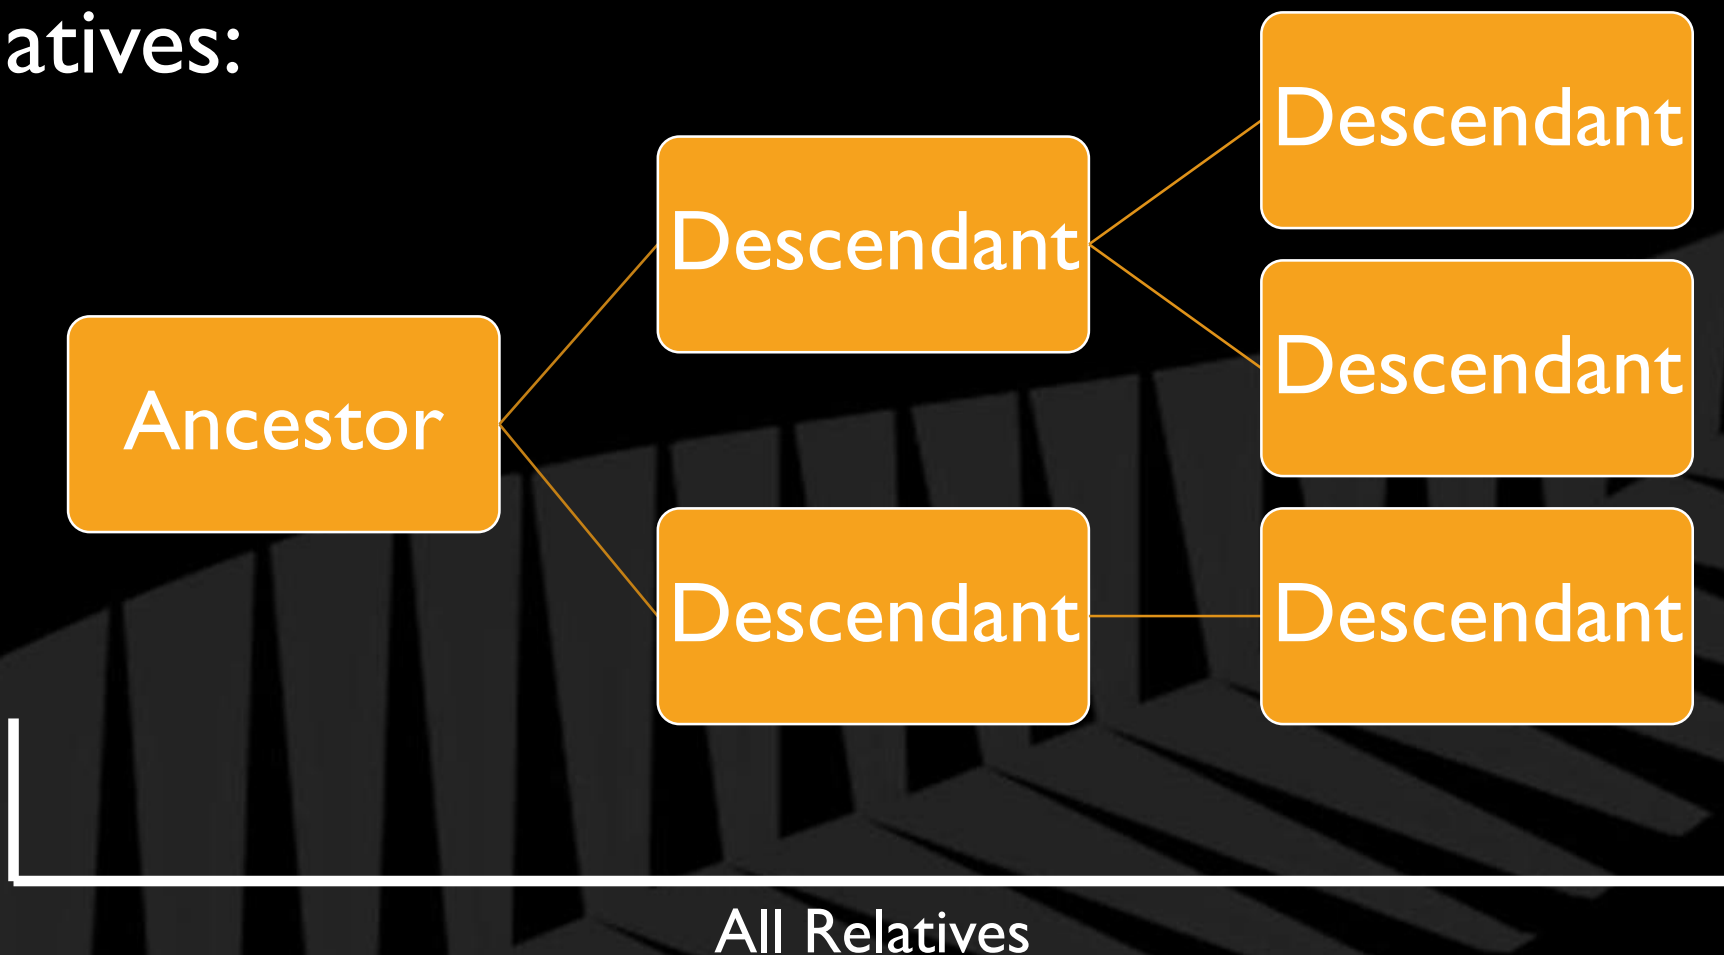 atives:
Ancestor
Descendant
Descendant
Descendant
Descendant
Descendant
All Relatives